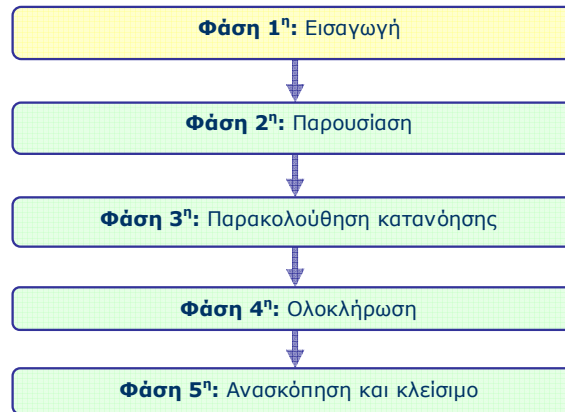 Φάση 1η: Εισαγωγή
Φάση 2η: Παρουσίαση
Φάση 3η: Παρακολούθηση κατανόησης
Φάση 4η: Ολοκλήρωση
Φάση 5η: Ανασκόπηση και κλείσιμο